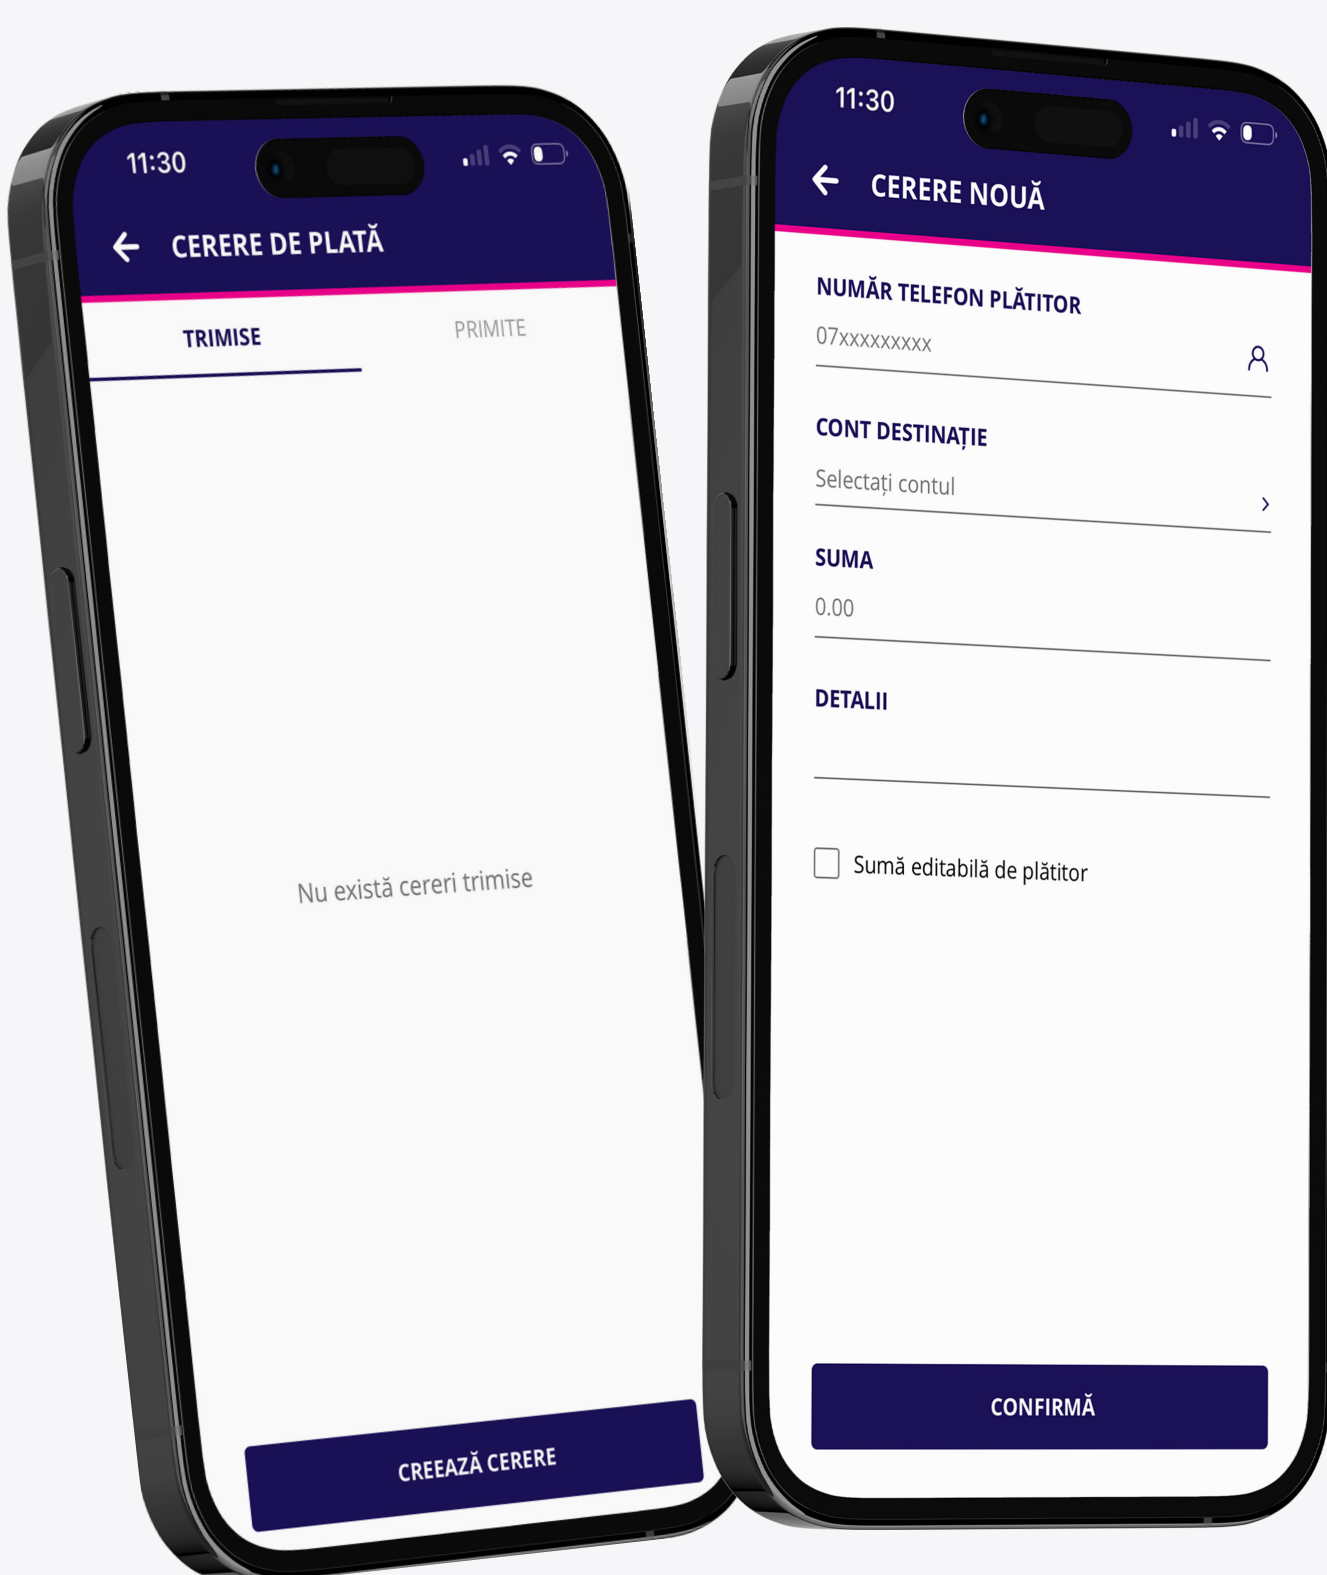 11:30
CERERE DE PLATĂ
TRIMISE
PRIMITE
Nu există cereri trimise
CREEAZĂ CERERE
11:30
CERERE NOUĂ
NUMĂR TELEFON PLĂTITOR
07xxxxxxxxx
CONT DESTINAȚIE
Selectați contul
SUMA
0.00
DETALII
Sumă editabilă de plătitor
CONFIRMĂ